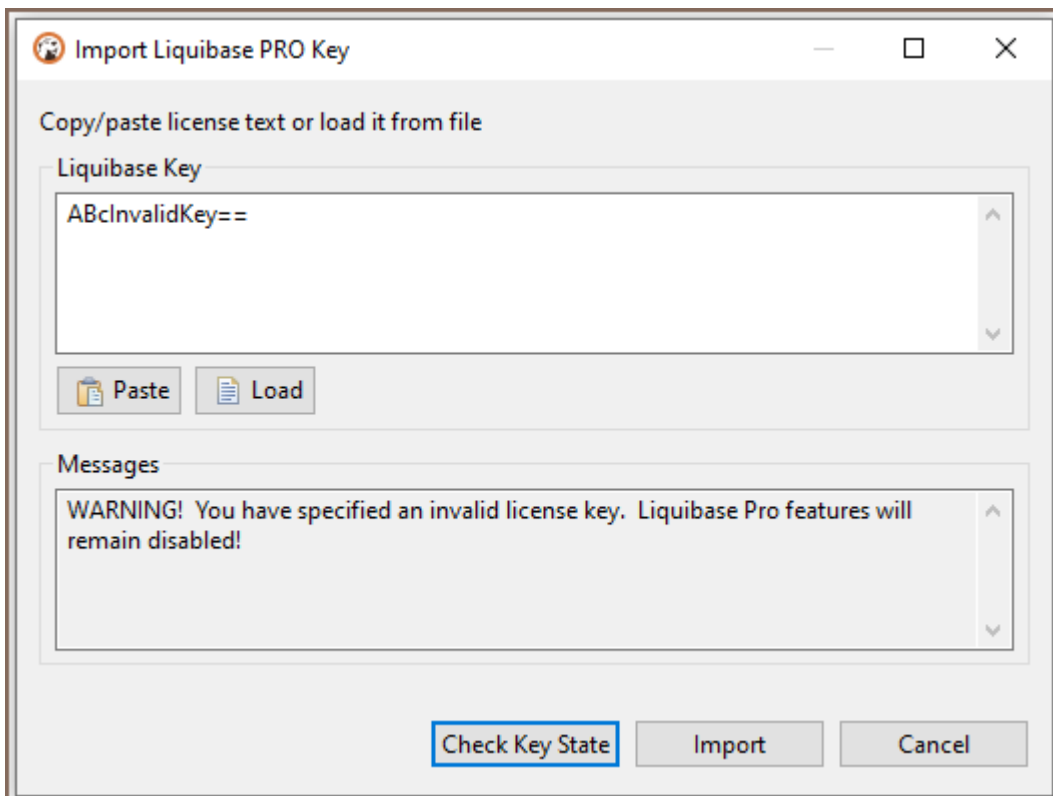 Import Liquibase PRO Key
Copy/paste license text or load it from file
Liquibase Key
ABcInvalidKey==
Paste Load
Messages
WARNING!  You have specified an invalid license key.  Liquibase Pro features will
remain disabled!
Check Key State Import Cancel